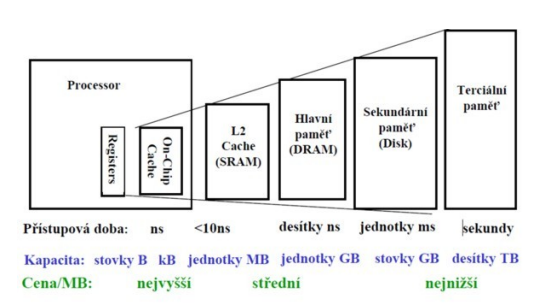 Processor
Registers
On-Chip
Cache
L2
Cache
(SRAM)
Hlavní
paměť
(DRAM)
Sekundární
paměť
(Disk)
Terciální
paměť
Přístupová doba: ns <10ns desítky ns jednotky ms sekundy
Kapacita: stovky B kB jednotky MB jednotky GB stovky GB desítky TB
Cena/MB: nejvyšší střední nejnižší